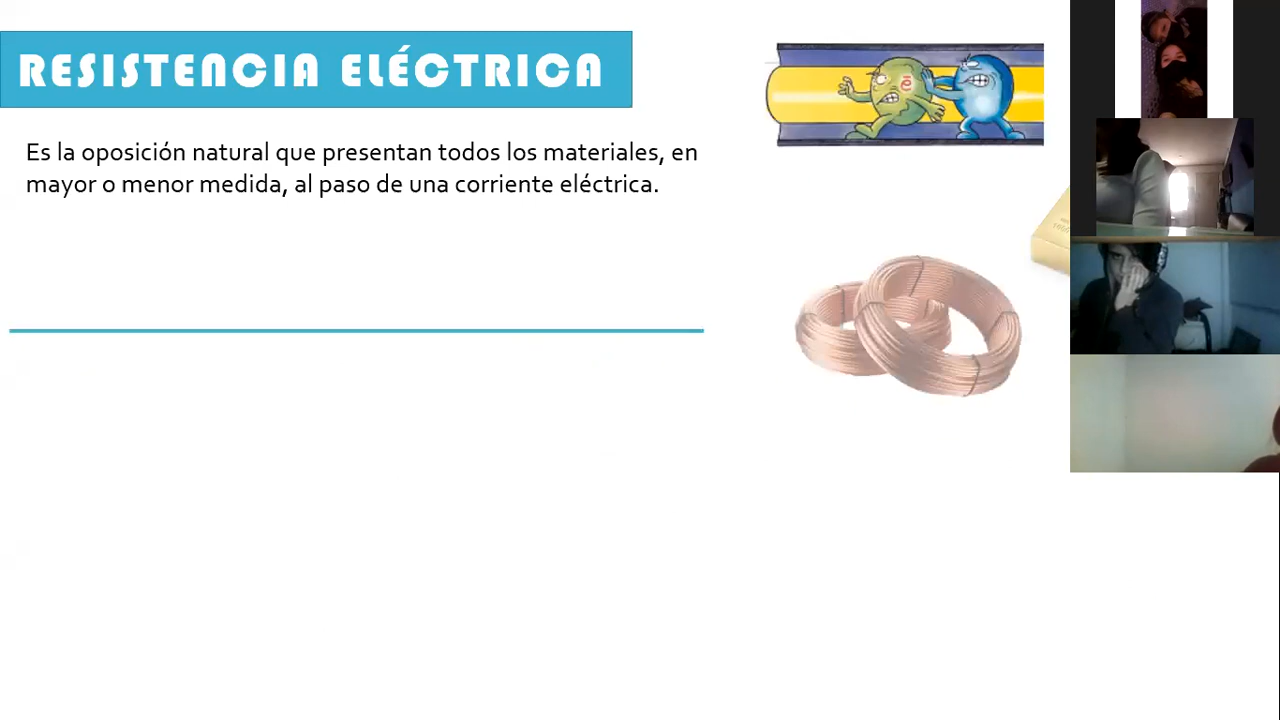 RESISTENCIA ELÉCTRICA
Es la oposición natural que presentan todos los materiales, en
mayor o menor medida, al paso de una corriente eléctrica.